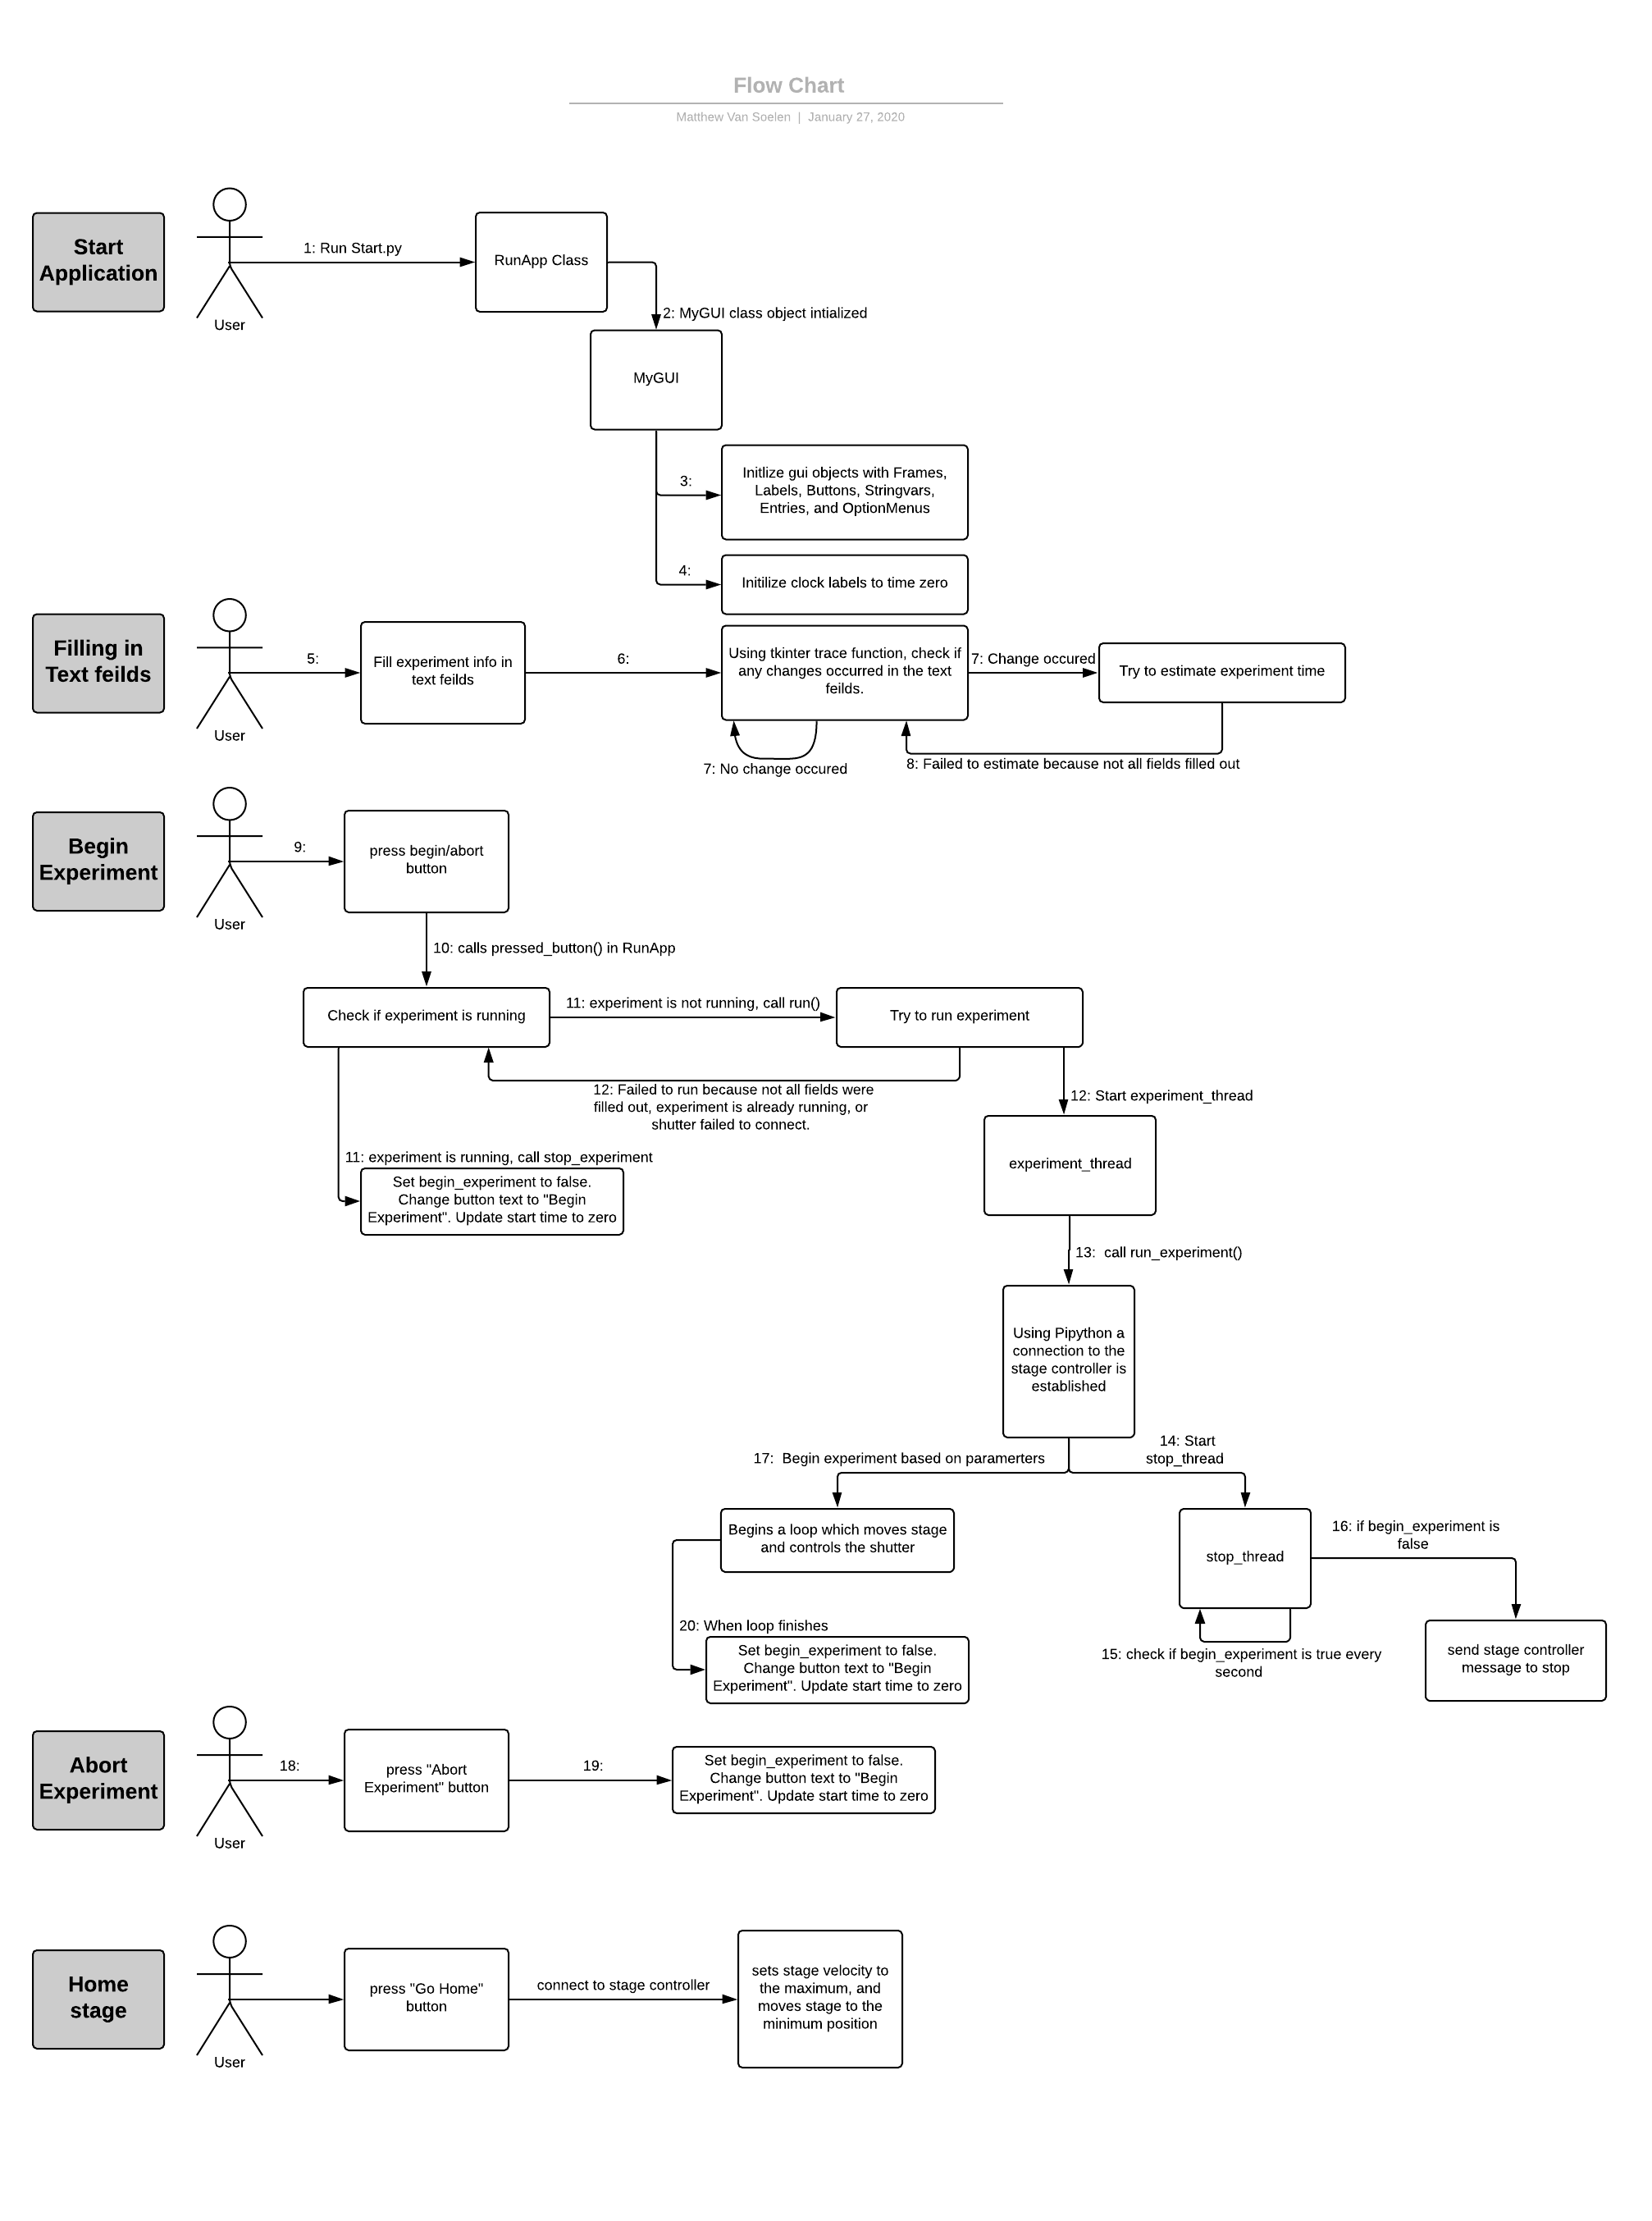 Flow Chart
Matthew Van Soelen | January 27, 2020
Start
Application
User
1: Run Start.py
RunApp Class
2: MyGUI class object intialized
MyGUI
3:
Initlize gui objects with Frames,
Labels, Buttons, Stringvars,
Entries, and OptionMenus
4:
Initilize clock labels to time zero
Filling in
Text feilds
User
5:
Fill experiment info in
text feilds
6:
Using tkinter trace function, check if
any changes occurred in the text
feilds.
7: Change occured
Try to estimate experiment time
7: No change occured
8: Failed to estimate because not all fields filled out
Begin
Experiment
User
9:
press begin/abort
button
10: calls pressed_button() in RunApp
Check if experiment is running
11: experiment is not running, call run()
Try to run experiment
12: Failed to run because not all fields were
filled out, experiment is already running, or
shutter failed to connect.
12: Start experiment_thread
11: experiment is running, call stop_experiment
Set begin_experiment to false.
Change button text to "Begin
Experiment". Update start time to zero
experiment_thread
13:  call run_experiment()
Using Pipython a
connection to the
stage controller is
established
17:  Begin experiment based on paramerters
14: Start
stop_thread
Begins a loop which moves stage
and controls the shutter
stop_thread
16: if begin_experiment is
false
20: When loop finishes
Set begin_experiment to false.
Change button text to "Begin
Experiment". Update start time to zero
15: check if begin_experiment is true every
second
send stage controller
message to stop
Abort
Experiment
User
18:
press "Abort
Experiment" button
19:
Set begin_experiment to false.
Change button text to "Begin
Experiment". Update start time to zero
Home
stage
User
press "Go Home"
button
connect to stage controller
sets stage velocity to
the maximum, and
moves stage to the
minimum position